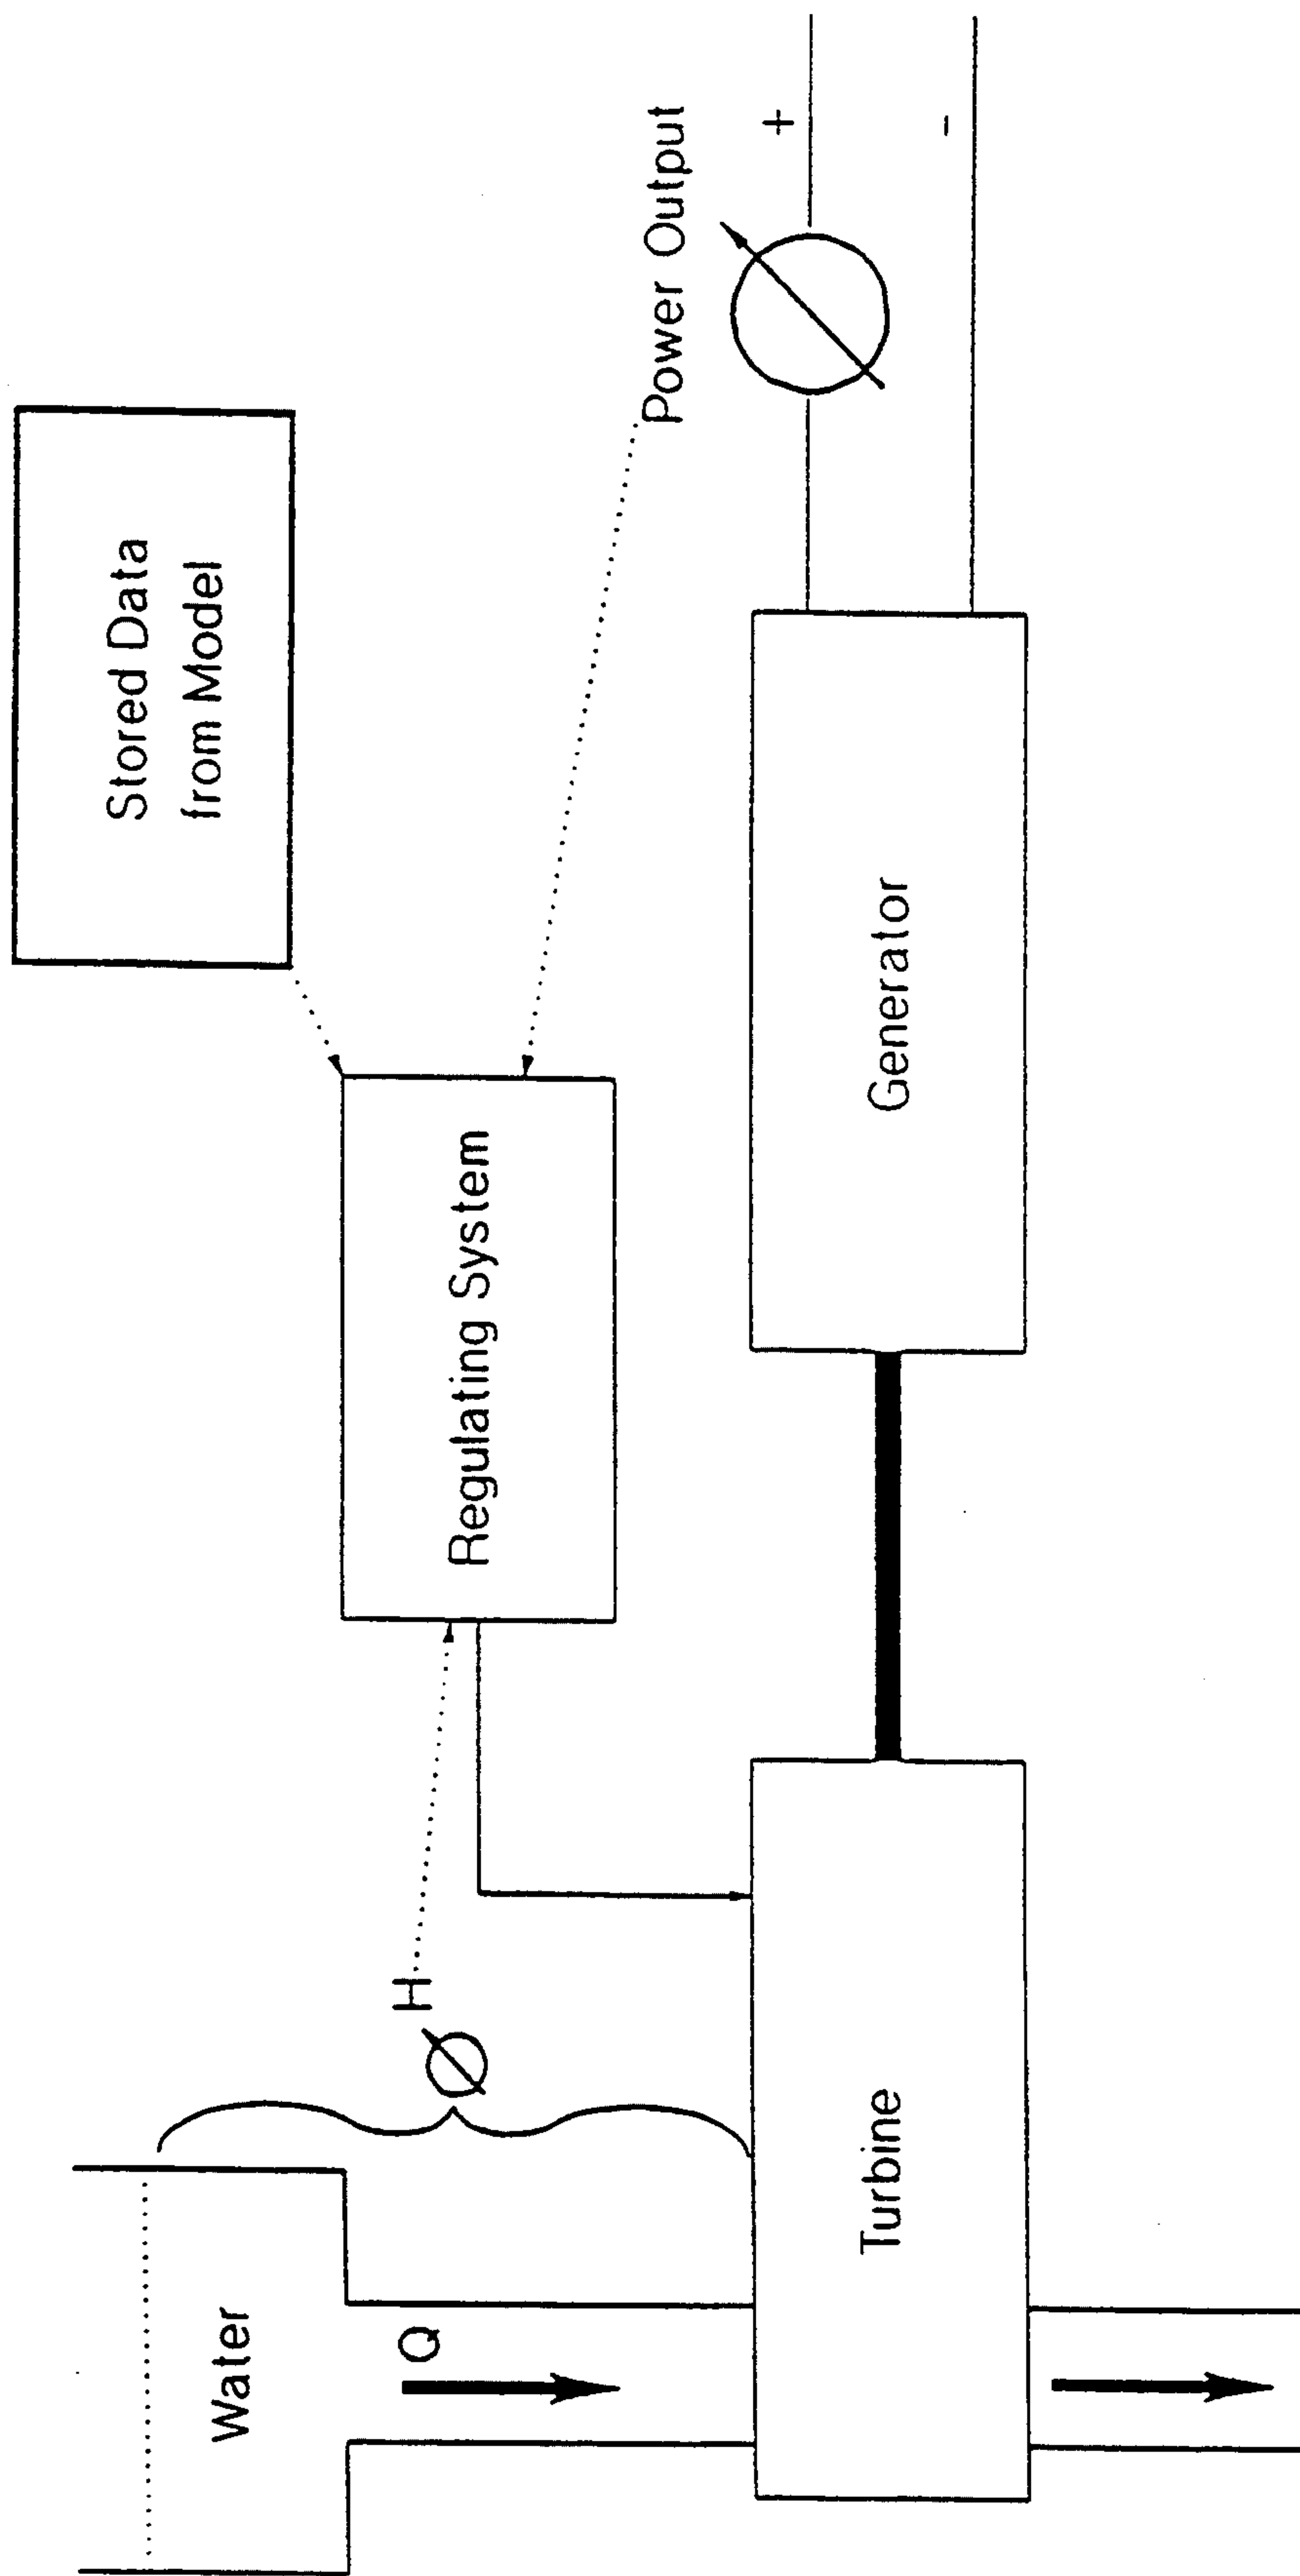 Stored Data
from Model
Water
H
Regulating System
Power Output
Q
+
-
Turbine
Generator